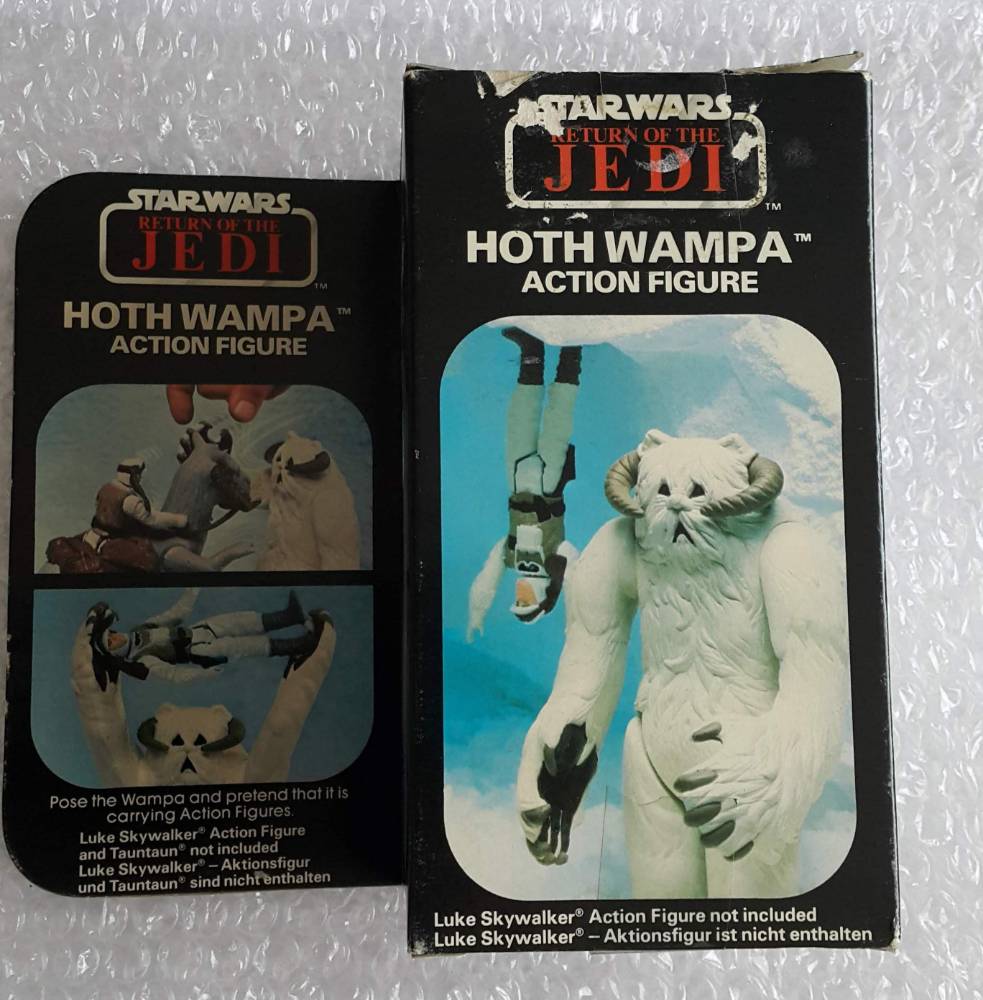 STAR WARS
RETURN OF THE
JEDI
TM
HOTH WAMPA™
ACTION FIGURE
Pose the Wampa and pretend that it is
carrying Action Figures.
Luke Skywalker® Action Figure
and Tauntaun® not included
Luke Skywalker® – Aktionsfigur
und Tauntaun® sind nicht enthalten
STAR WARS
RETURN OF THE
JEDI
TM
HOTH WAMPA™
ACTION FIGURE
Luke Skywalker® Action Figure not included
Luke Skywalker® – Aktionsfigur ist nicht enthalten